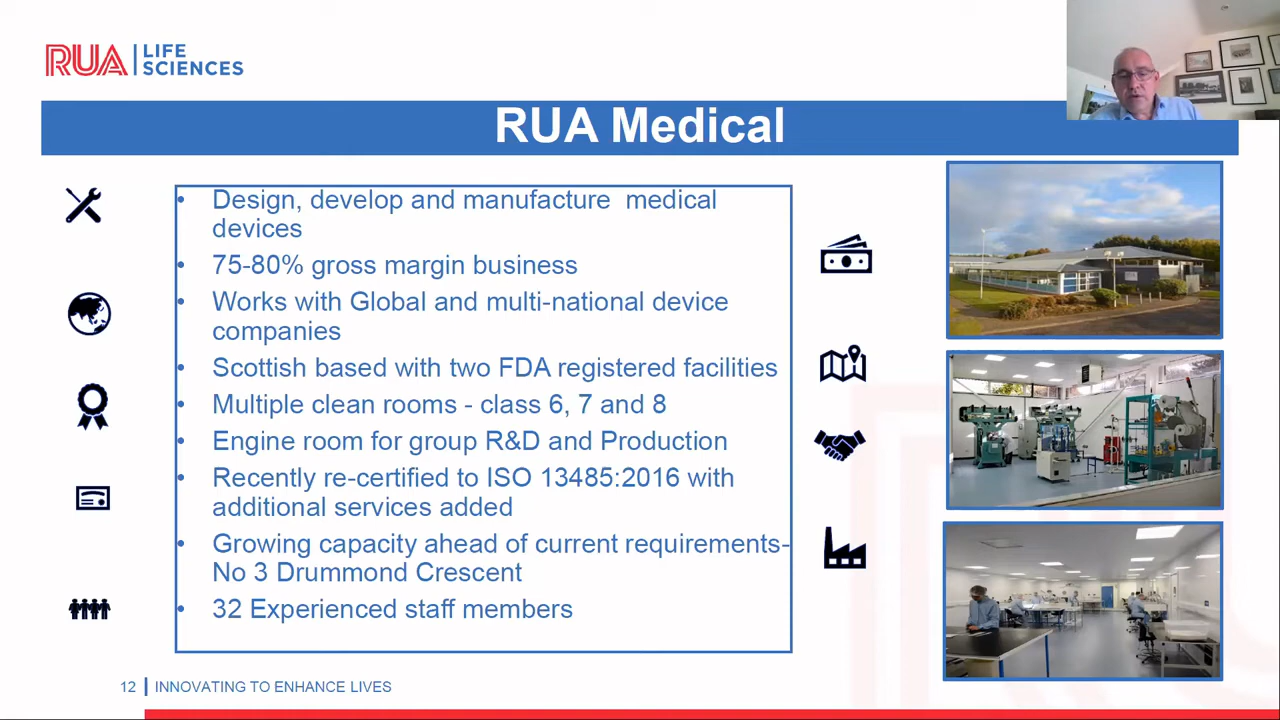 RUA LIFE
SCIENCES
RUA Medical
• Design, develop and manufacture medical
devices
• 75-80% gross margin business
• Works with Global and multi-national device
companies
• Scottish based with two FDA registered facilities
• Multiple clean rooms - class 6, 7 and 8
• Engine room for group R&D and Production
• Recently re-certified to ISO 13485:2016 with
additional services added
• Growing capacity ahead of current requirements-
No 3 Drummond Crescent
• 32 Experienced staff members
12 INNOVATING TO ENHANCE LIVES